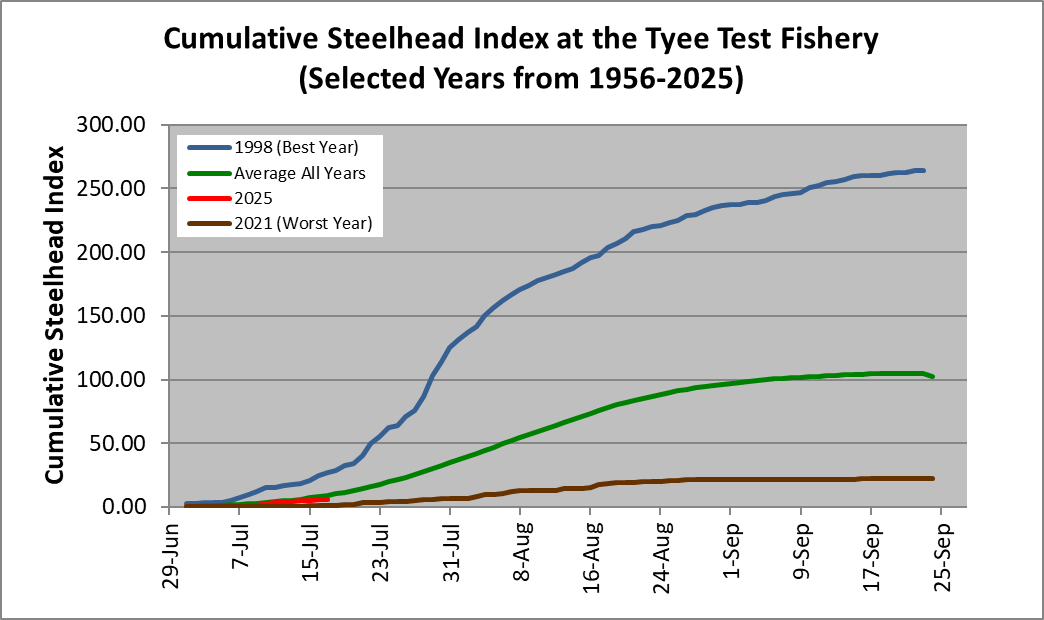 Cumulative Steelhead Index at the Tyee Test Fishery
(Selected Years from 1956-2025)
Cumulative Steelhead Index
300.00
250.00
200.00
150.00
100.00
50.00
0.00
1998 (Best Year)
Average All Years
2025
2021 (Worst Year)
29-Jun
7-Jul
15-Jul
23-Jul
31-Jul
8-Aug
16-Aug
24-Aug
1-Sep
9-Sep
17-Sep
25-Sep